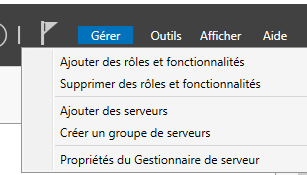 Gérer Outils Afficher Aide
Ajouter des rôles et fonctionnalités
Supprimer des rôles et fonctionnalités
Ajouter des serveurs
Créer un groupe de serveurs
Propriétés du Gestionnaire de serveur